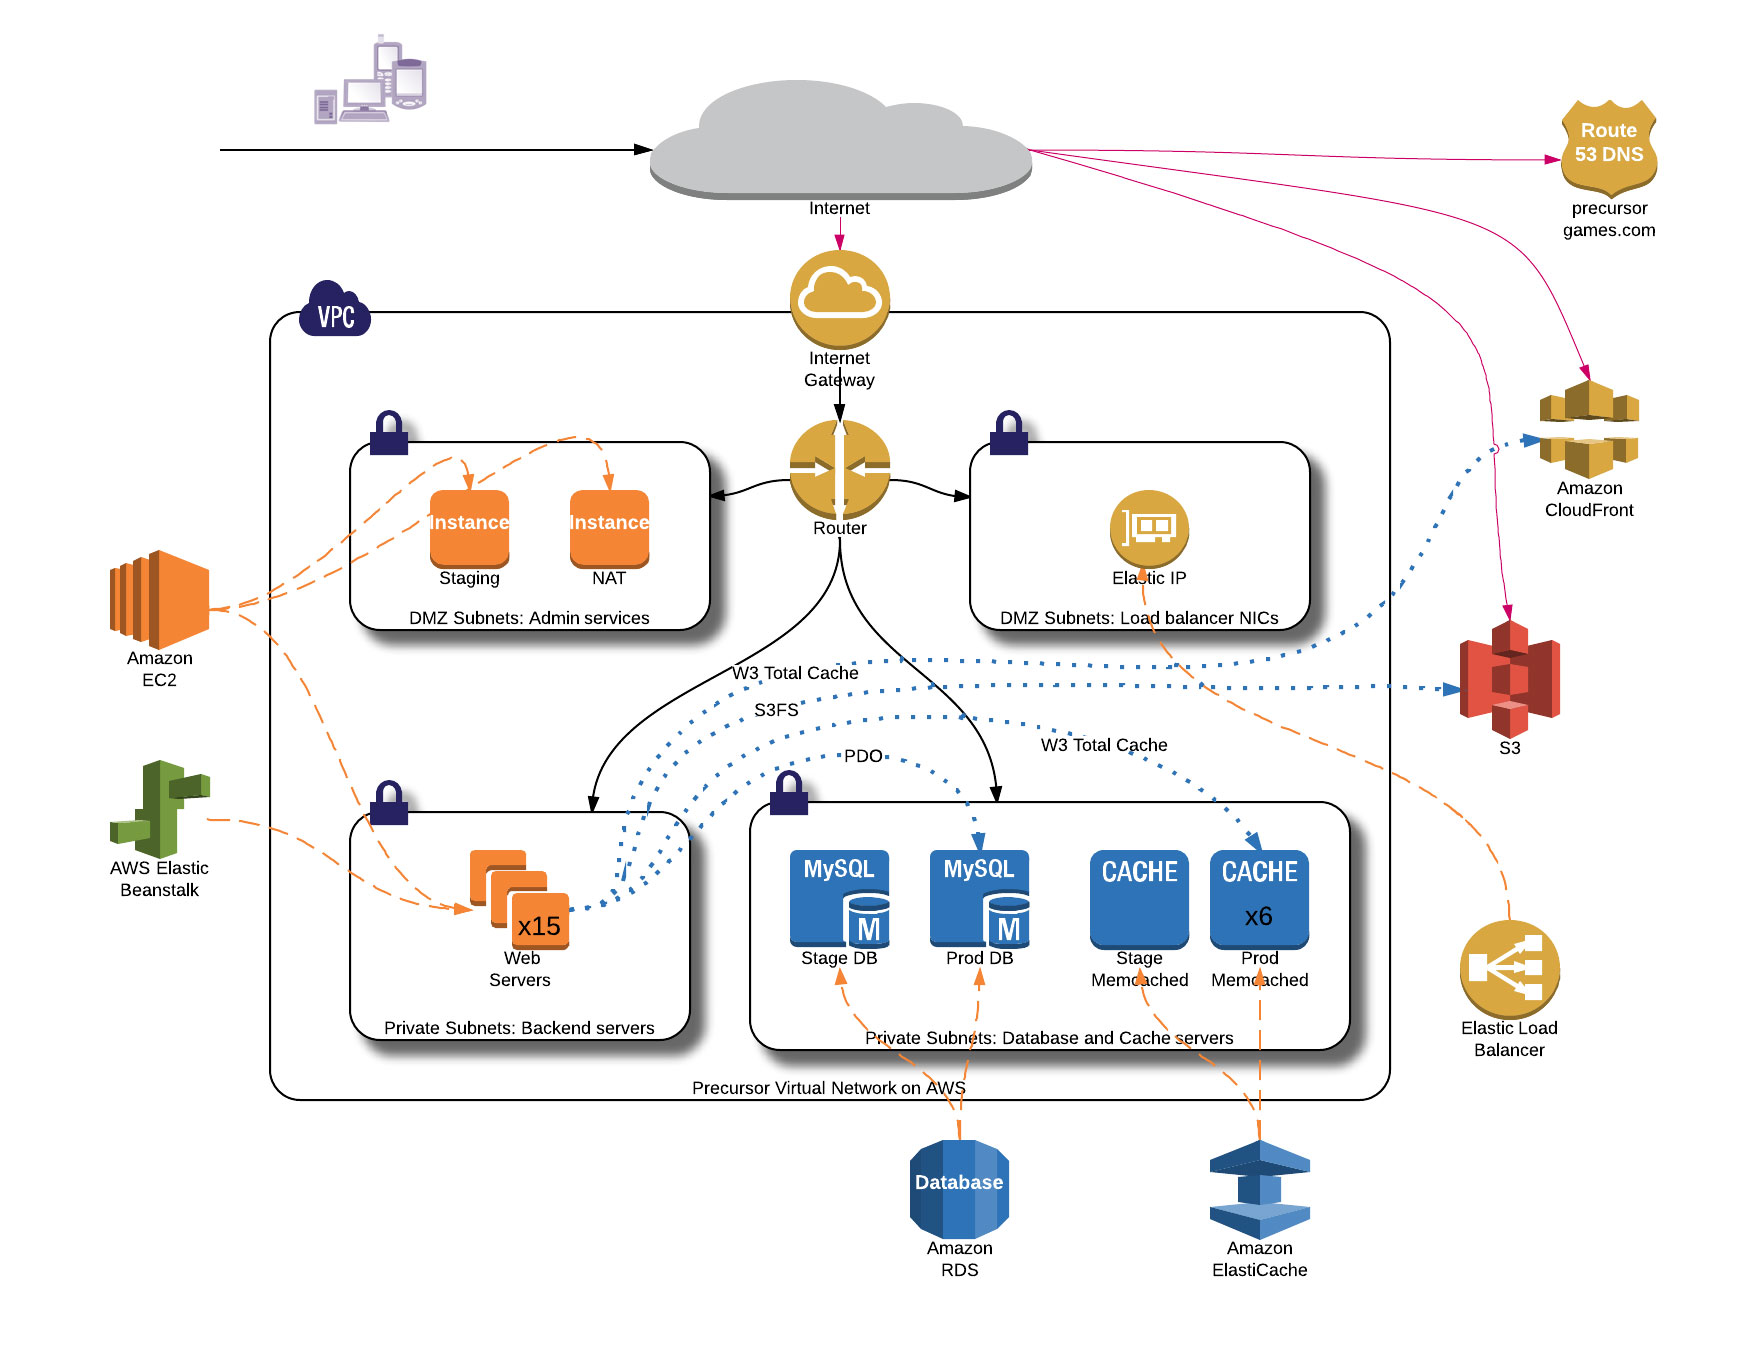 Route
53 DNS
Internet
precursor
games.com
VPC
Internet
Gateway
Instance
Instance
Router
Staging
NAT
Elastic IP
DMZ Subnets: Admin services
DMZ Subnets: Load balancer NICs
Amazon
CloudFront
Amazon
EC2
W3 Total Cache
S3FS
W3 Total Cache
PDO
S3
AWS Elastic
Beanstalk
x15
Web
Servers
Private Subnets: Backend servers
MySQL
M
Stage DB
MySQL
M
Prod DB
CACHE
Stage
Memcached
CACHE
x6
Prod
Memcached
Private Subnets: Database and Cache servers
Elastic Load
Balancer
Precursor Virtual Network on AWS
Database
Amazon
RDS
Amazon
ElastiCache